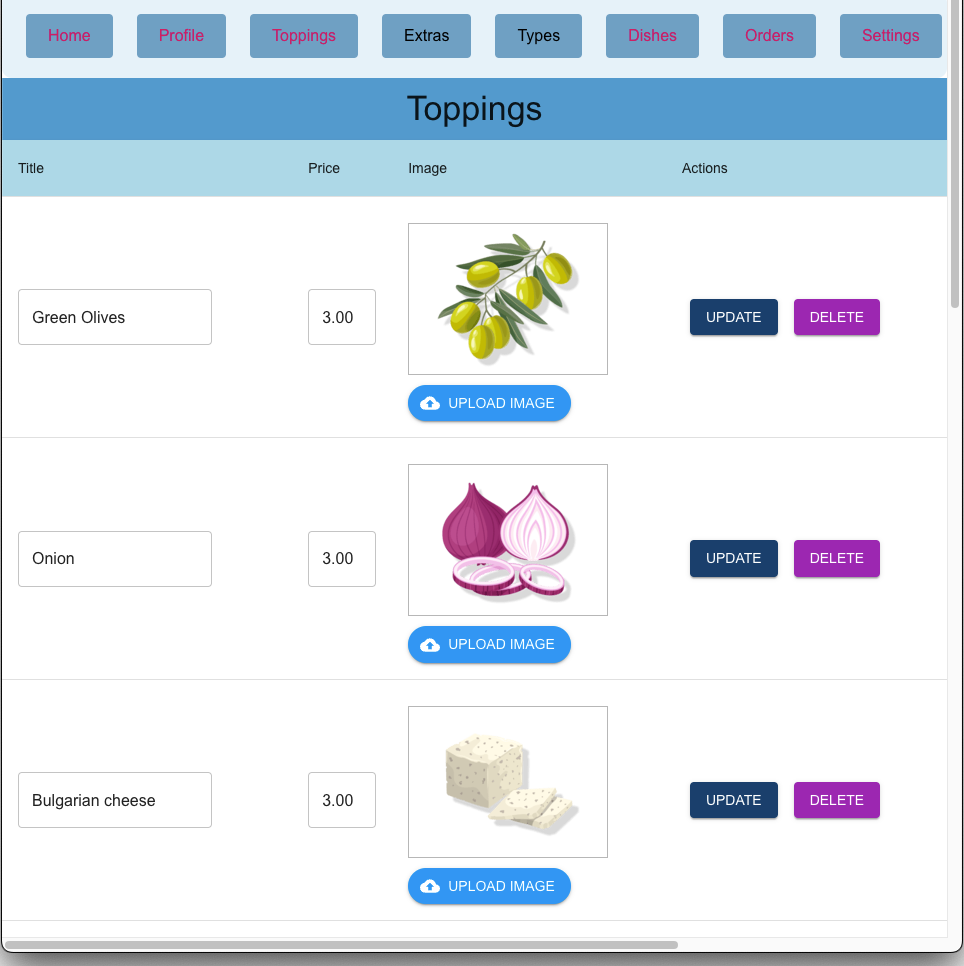 Home Profile Toppings Extras Types Dishes Orders Settings
Toppings
Title Price Image Actions
Green Olives 3.00 UPDATE DELETE
UPLOAD IMAGE
Onion 3.00 UPDATE DELETE
UPLOAD IMAGE
Bulgarian cheese 3.00 UPDATE DELETE
UPLOAD IMAGE